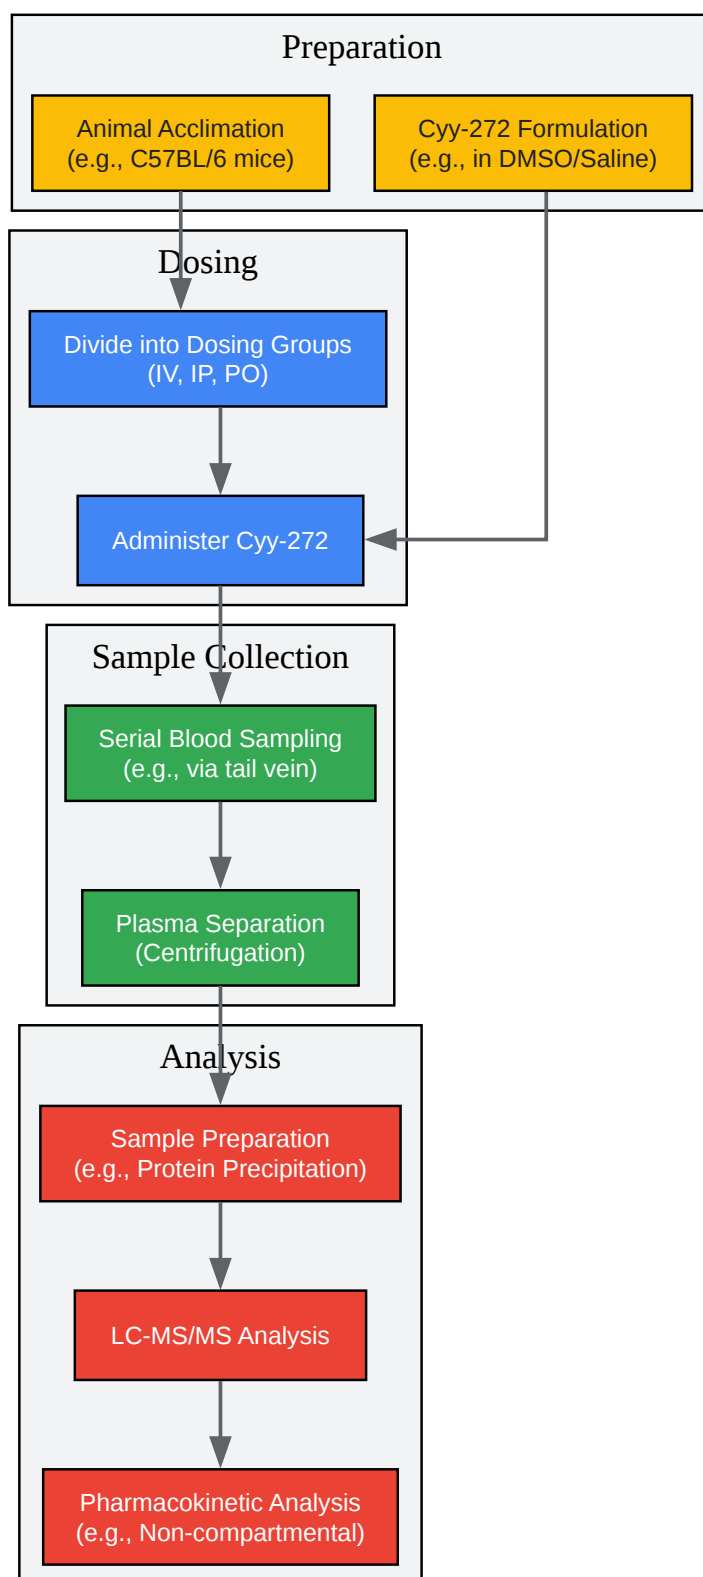 Preparation
Animal Acclimation
(e.g., C57BL/6 mice)
Cyy-272 Formulation
(e.g., in DMSO/Saline)
Dosing
Divide into Dosing Groups
(IV, IP, PO)
Administer Cyy-272
Sample Collection
Serial Blood Sampling
(e.g., via tail vein)
Plasma Separation
(Centrifugation)
Analysis
Sample Preparation
(e.g., Protein Precipitation)
LC-MS/MS Analysis
Pharmacokinetic Analysis
(e.g., Non-compartmental)